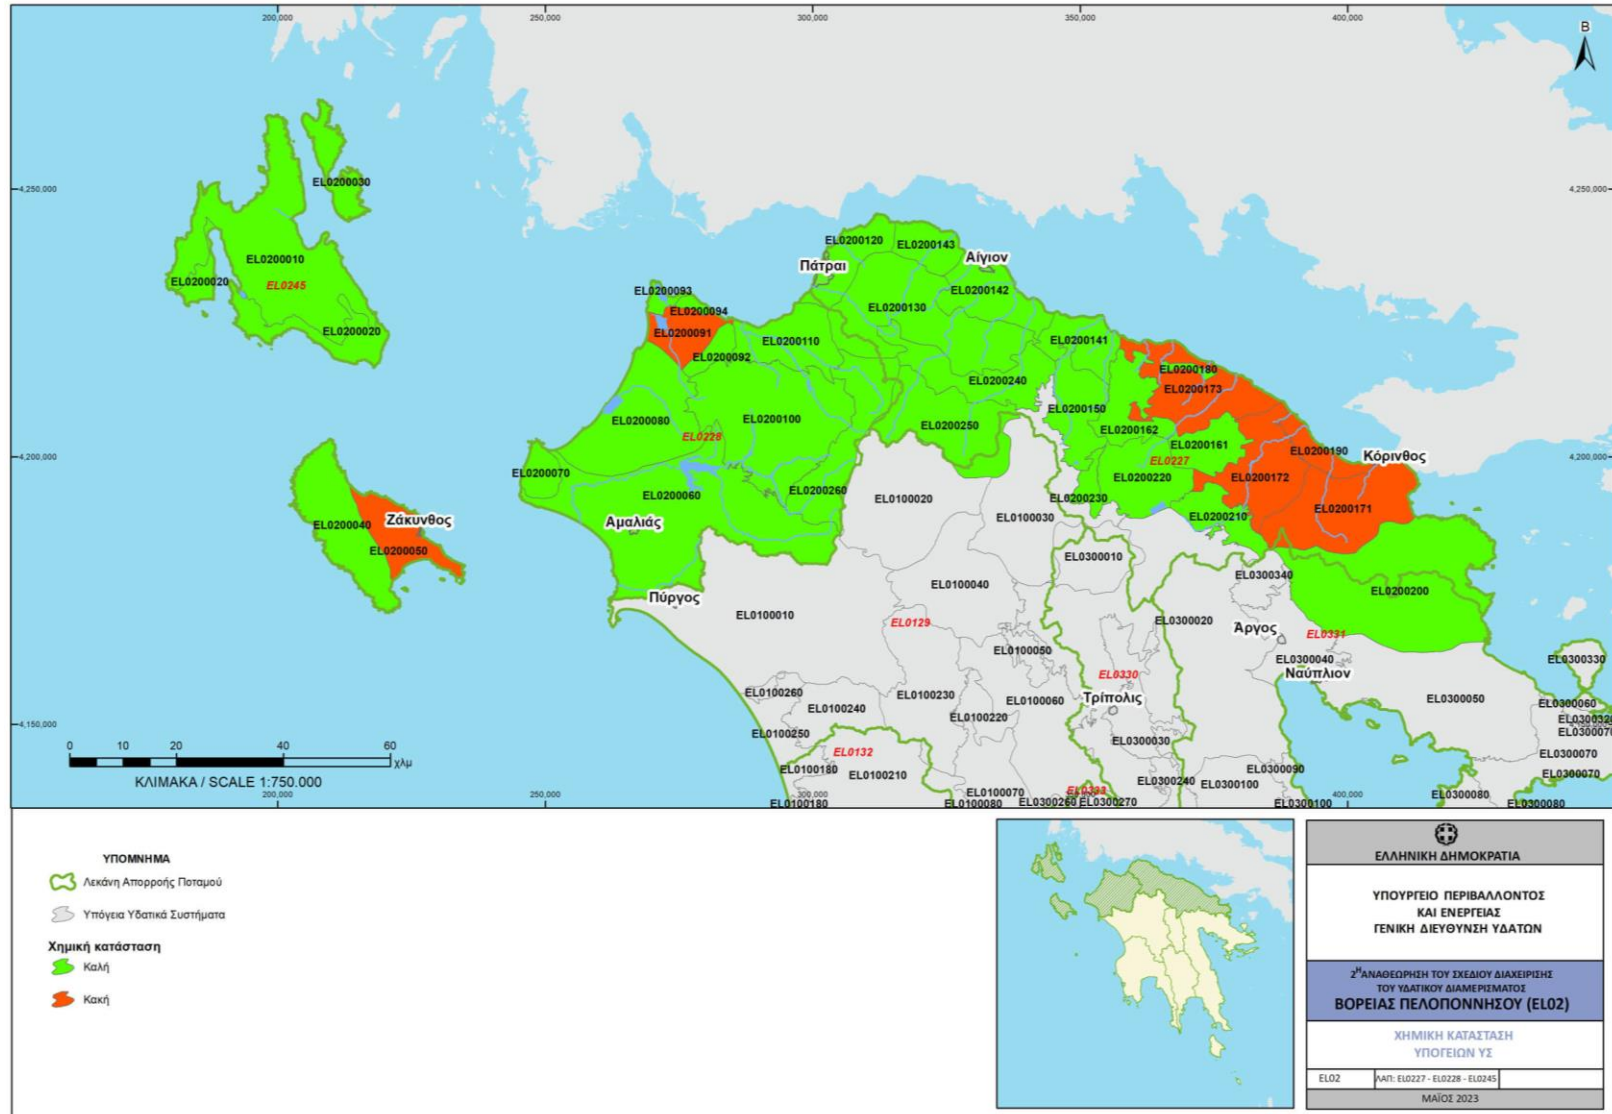 200,000
250,000
300,000
350,000
400,000
Β
4,250,000
4,250,000
EL0200030
EL0200010
EL0200020
EL0245
EL0200020
EL0200120
EL0200143
Πάτραι
Αίγιον
EL0200142
EL0200130
EL0200093
EL0200094
EL0200091
EL0200092
EL0200110
EL0200141
EL0200180
EL0200173
EL0200240
EL0200150
EL0200100
EL0200080
EL0228
EL0200250
EL0200162
EL0200161
EL0227
EL0200190
Κόρινθος
4,200,000
4,200,000
EL0200070
EL0200060
EL0200260
EL0200220
EL0200172
EL0200230
EL0200210
EL0200171
EL0200040
Ζάκυνθος
EL0200050
Αμαλιάς
EL0100020
EL0100030
EL0300010
EL0300340
EL0200200
EL0100040
Πύργος
EL0100010
EL0129
EL0300020
Άργος
EL0331
EL0100050
EL0300040
EL0300330
EL0330
Ναύπλιον
EL0100260
EL0100230
EL0100060
Τρίπολις
EL0300050
EL0300060
EL0100240
EL0100220
EL0300320
EL0300070
4,150,000
EL0100250
EL0132
EL0300030
EL0300070
EL0100180
EL0100210
EL0300240
EL0300090
EL0300100
EL0300070
EL0100070
EL0333
EL0300080
EL0100180
EL0100080
EL0300260
EL0300270
EL0300100
EL0300080
0 10 20 40 60
χλμ
ΚΛΙΜΑΚΑ / SCALE 1:750.000
200,000
250,000
300,000
400,000
ΥΠΟΜΝΗΜΑ
Λεκάνη Απορροής Ποταμού
Υπόγεια Υδατικά Συστήματα
Χημική κατάσταση
Καλή
Κακή
ΕΛΛΗΝΙΚΗ ΔΗΜΟΚΡΑΤΙΑ
ΥΠΟΥΡΓΕΙΟ ΠΕΡΙΒΑΛΛΟΝΤΟΣ
ΚΑΙ ΕΝΕΡΓΕΙΑΣ
ΓΕΝΙΚΗ ΔΙΕΥΘΥΝΣΗ ΥΔΑΤΩΝ
2Η ΑΝΑΘΕΩΡΗΣΗ ΤΟΥ ΣΧΕΔΙΟΥ ΔΙΑΧΕΙΡΙΣΗΣ
ΤΟΥ ΥΔΑΤΙΚΟΥ ΔΙΑΜΕΡΙΣΜΑΤΟΣ
ΒΟΡΕΙΑΣ ΠΕΛΟΠΟΝΝΗΣΟΥ (EL02)
ΧΗΜΙΚΗ ΚΑΤΑΣΤΑΣΗ
ΥΠΟΓΕΙΩΝ ΥΣ
EL02
ΛΑΠ: EL0227 - EL0228 - EL0245
ΜΑΪΟΣ 2023